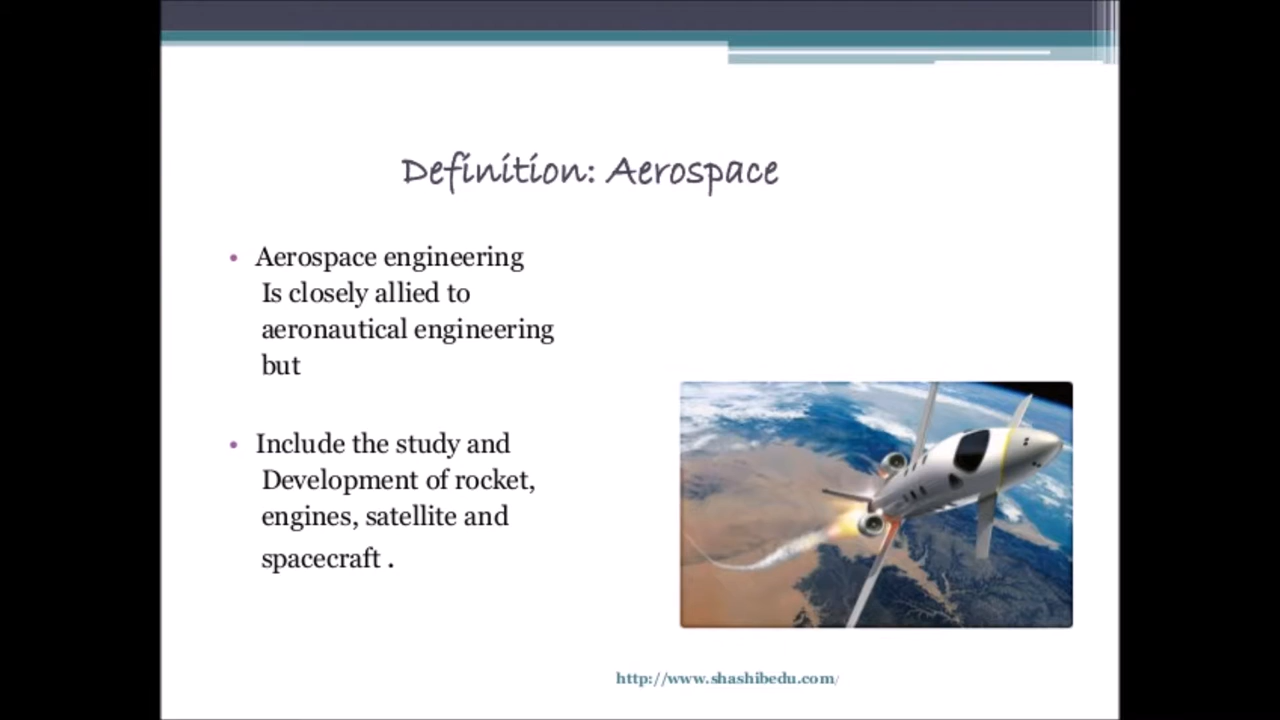 Definition: Aerospace
• Aerospace engineering
Is closely allied to
aeronautical engineering
but
• Include the study and
Development of rocket,
engines, satellite and
spacecraft .
http://www.shashibedu.com/